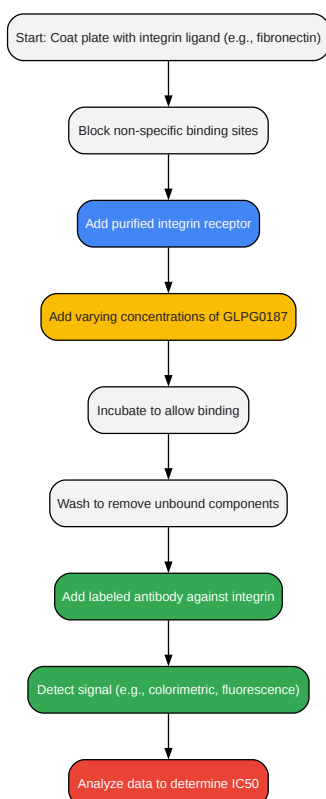 Start: Coat plate with integrin ligand (e.g., fibronectin)
Block non-specific binding sites
Add purified integrin receptor
Add varying concentrations of GLPG0187
Incubate to allow binding
Wash to remove unbound components
Add labeled antibody against integrin
Detect signal (e.g., colorimetric, fluorescence)
Analyze data to determine IC50